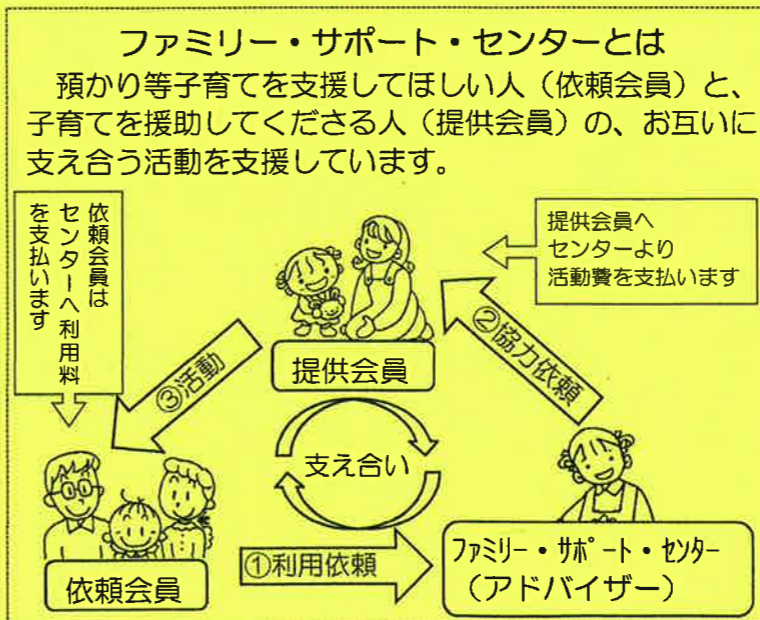 ファミリー・サポート・センターとは
預かり等子育てを支援してほしい人（依頼会員）と、
子育てを援助してくださる人（提供会員）の、お互いに
支え合う活動を支援しています。
依頼会員は
センターへ利用料
を支払います
提供会員へ
センターより
活動費を支払います
提供会員
③活動
②協力依頼
支え合い
依頼会員
①利用依頼
ﾌｧﾐﾘｰ・ｻﾎﾟｰﾄ・ｾﾝﾀｰ
（アドバイザー）